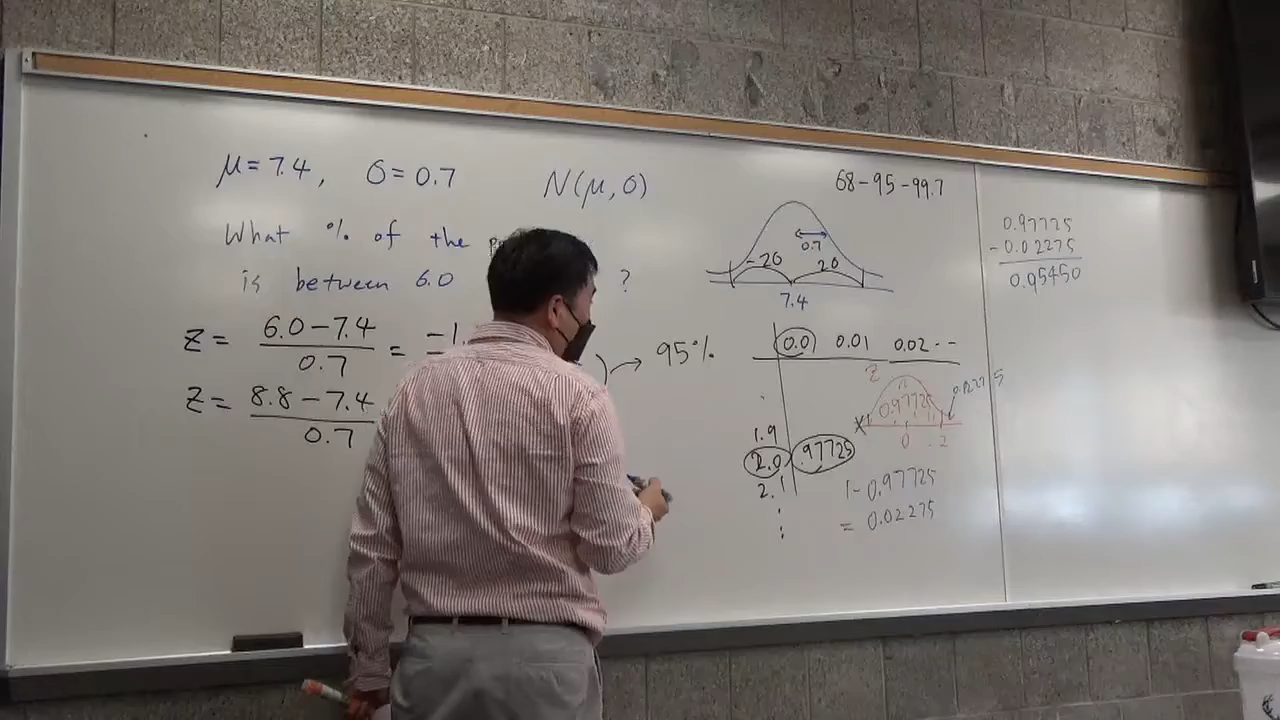 μ=7.4, σ=0.7
N(μ,σ)
What % of the
is between 6.0 ?
z = (6.0-7.4)/0.7 = -1.
z = (8.8-7.4)/0.7
→ 95%
68-95-99.7
0.7
-2σ 2σ
7.4
0.0 0.01 0.02 --
1.9
2.0 .97725
2.1
z
0.97725
0 2
1-0.97725
= 0.02275
0.97725
-0.02275
0.95450